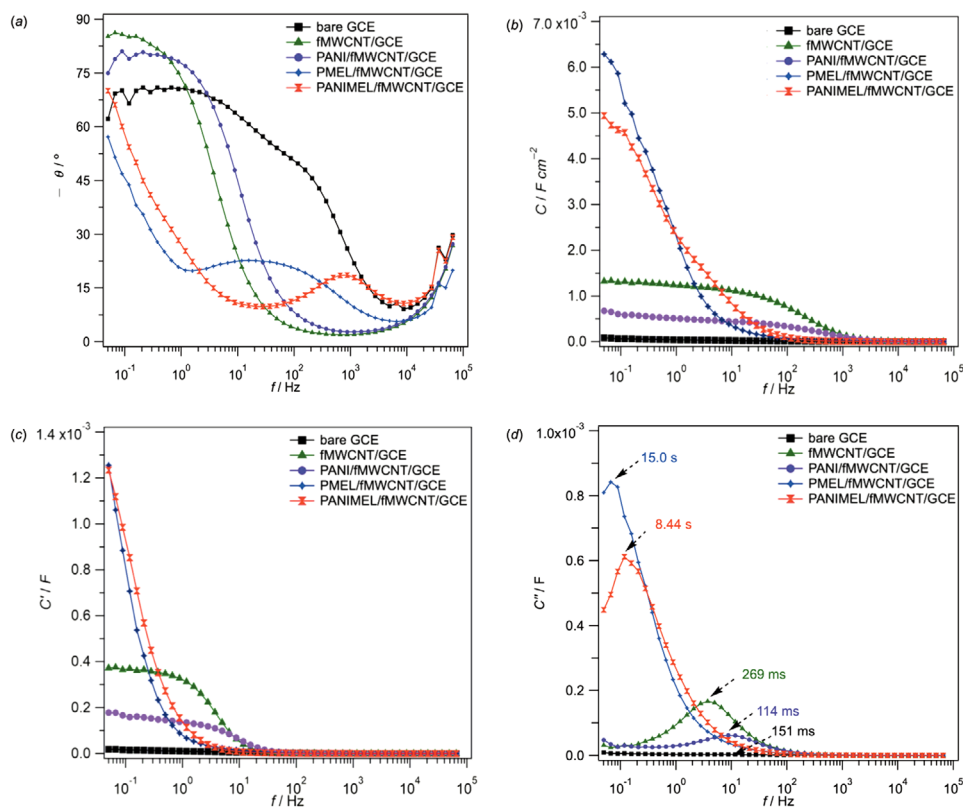 (a)
90
75
60
45
30
15
0
− θ / °
bare GCE
fMWCNT/GCE
PANI/fMWCNT/GCE
PMEL/fMWCNT/GCE
PANIMEL/fMWCNT/GCE
10-1 100 101 102 103 104 105
f / Hz
(b)
7.0 x10-3
6.0
5.0
4.0
3.0
2.0
1.0
0.0
C / F cm−2
bare GCE
fMWCNT/GCE
PANI/fMWCNT/GCE
PMEL/fMWCNT/GCE
PANIMEL/fMWCNT/GCE
10-1 100 101 102 103 104 105
f / Hz
(c)
1.4 x10-3
1.2
1.0
0.8
0.6
0.4
0.2
0.0
C' / F
bare GCE
fMWCNT/GCE
PANI/fMWCNT/GCE
PMEL/fMWCNT/GCE
PANIMEL/fMWCNT/GCE
10-1 100 101 102 103 104 105
f / Hz
(d)
1.0x10-3
0.8
0.6
0.4
0.2
0.0
C'' / F
bare GCE
fMWCNT/GCE
PANI/fMWCNT/GCE
PMEL/fMWCNT/GCE
PANIMEL/fMWCNT/GCE
15.0 s
8.44 s
269 ms
114 ms
151 ms
10-1 100 101 102 103 104 105
f / Hz